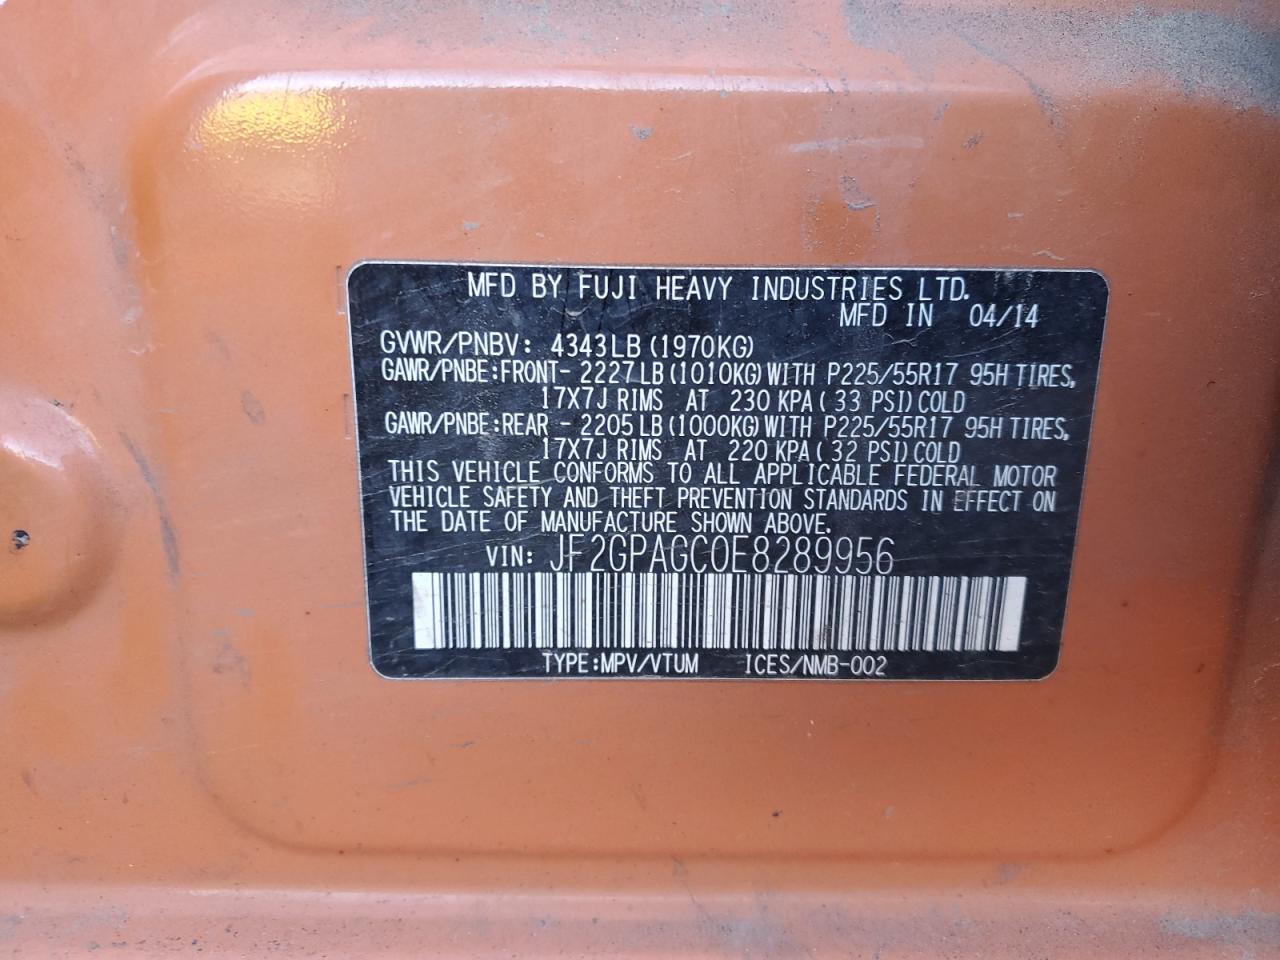 MFD BY FUJI HEAVY INDUSTRIES LTD.
MFD IN 04/14
GVWR/PNBV: 4343LB (1970KG)
GAWR/PNBE:FRONT- 2227LB (1010KG) WITH P225/55R17 95H TIRES,
17X7J RIMS AT 230 KPA ( 33 PSI) COLD
GAWR/PNBE:REAR - 2205LB (1000KG) WITH P225/55R17 95H TIRES,
17X7J RIMS AT 220 KPA ( 32 PSI) COLD
THIS VEHICLE CONFORMS TO ALL APPLICABLE FEDERAL MOTOR
VEHICLE SAFETY AND THEFT PREVENTION STANDARDS IN EFFECT ON
THE DATE OF MANUFACTURE SHOWN ABOVE.
VIN: JF2GPAGC0E8289956
TYPE:MPV/VTUM ICES/NMB-002